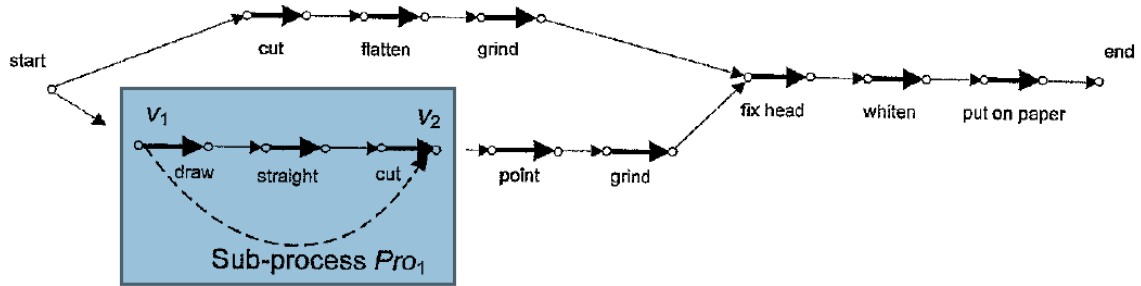 cut flatten grind
start
end
fix head whiten put on paper
v1 v2
draw straight cut point grind
Sub-process Pro1